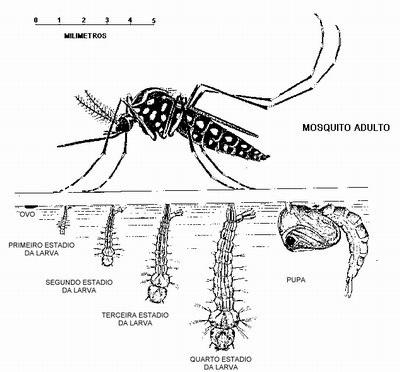 0 1 2 3 4 5
MILIMETROS
MOSQUITO ADULTO
OVO
PRIMEIRO ESTADIO
DA LARVA
SEGUNDO ESTADIO
DA LARVA
TERCEIRA ESTADIO
DA LARVA
QUARTO ESTADIO
DA LARVA
PUPA